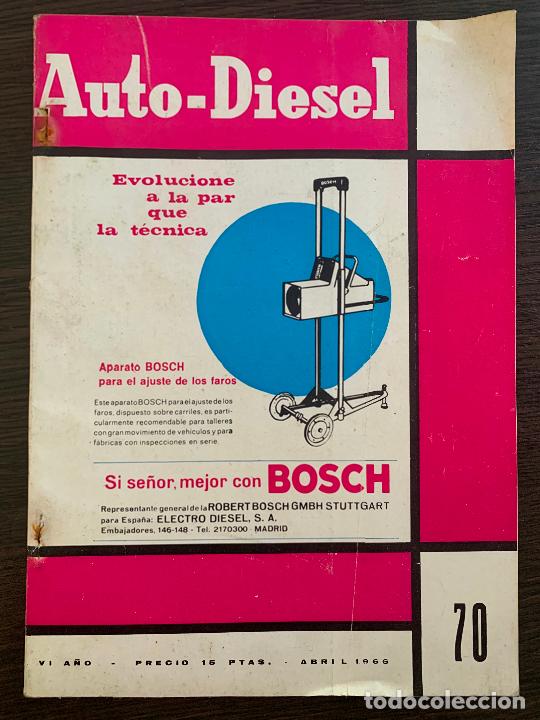 Auto-Diesel
Evolucione
a la par
que
la técnica
BOSCH
Aparato BOSCH
para el ajuste de los faros
Este aparato BOSCH para el ajuste de los
faros, dispuesto sobre carriles, es parti-
cularmente recomendable para talleres
con gran movimiento de vehículos y para
fábricas con inspecciones en serie.
Si señor, mejor con BOSCH
Representante general de la ROBERT BOSCH GMBH STUTTGART
para España: ELECTRO DIESEL, S. A.
Embajadores, 146-148 - Tel. 2170300 - MADRID
70
VI AÑO - PRECIO 15 PTAS. - ABRIL 1966
todocoleccion.net